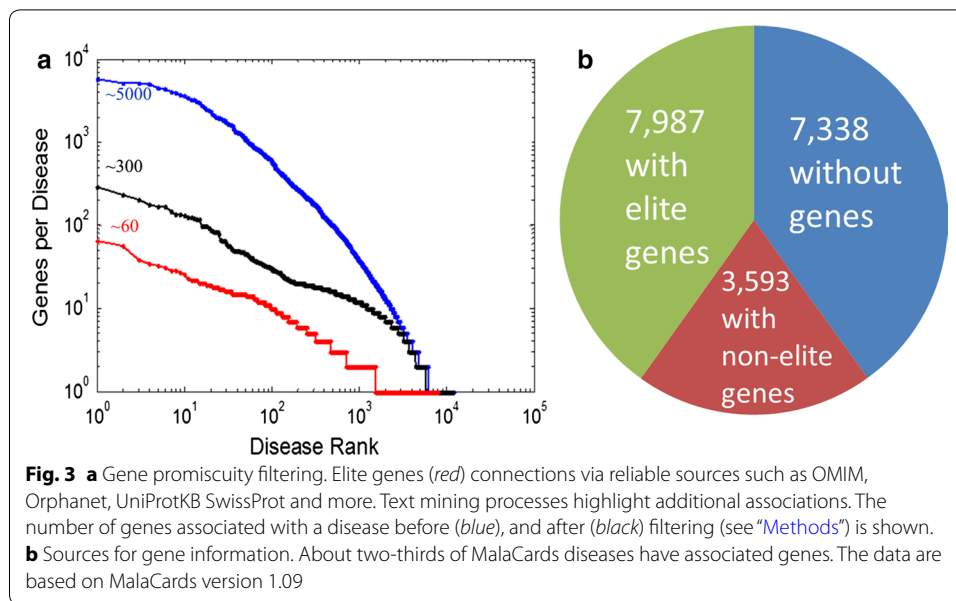 a
10^4
10^3
10^2
10^1
10^0
Genes per Disease
~5000
~300
~60
10^0 10^1 10^2 10^3 10^4 10^5
Disease Rank
b
7,987
with
elite
genes
7,338
without
genes
3,593
with
non-elite
genes
Fig. 3 a Gene promiscuity filtering. Elite genes (red) connections via reliable sources such as OMIM,
Orphanet, UniProtKB SwissProt and more. Text mining processes highlight additional associations. The
number of genes associated with a disease before (blue), and after (black) filtering (see “Methods”) is shown.
b Sources for gene information. About two-thirds of MalaCards diseases have associated genes. The data are
based on MalaCards version 1.09